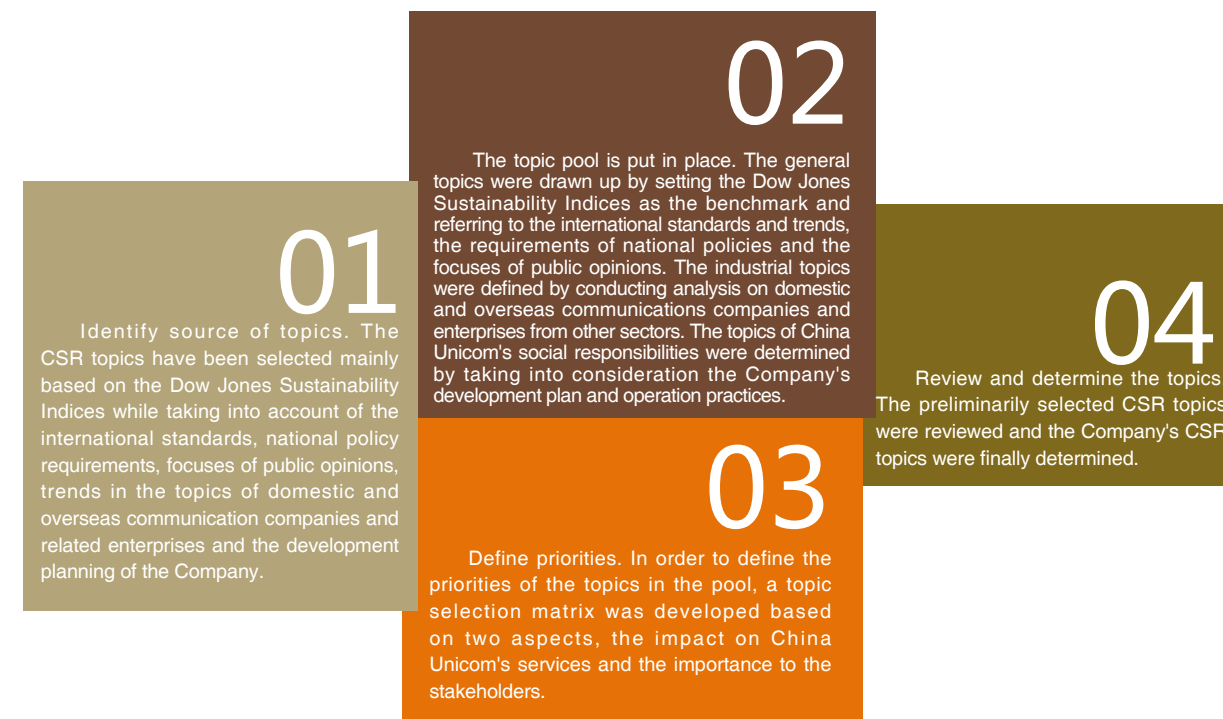 01
Identify source of topics. The
CSR topics have been selected mainly
based on the Dow Jones Sustainability
Indices while taking into account of the
international standards, national policy
requirements, focuses of public opinions,
trends in the topics of domestic and
overseas communication companies and
related enterprises and the development
planning of the Company.
02
The topic pool is put in place. The general
topics were drawn up by setting the Dow Jones
Sustainability Indices as the benchmark and
referring to the international standards and trends,
the requirements of national policies and the
focuses of public opinions. The industrial topics
were defined by conducting analysis on domestic
and overseas communications companies and
enterprises from other sectors. The topics of China
Unicom's social responsibilities were determined
by taking into consideration the Company's
development plan and operation practices.
03
Define priorities. In order to define the
priorities of the topics in the pool, a topic
selection matrix was developed based
on two aspects, the impact on China
Unicom's services and the importance to the
stakeholders.
04
Review and determine the topics
The preliminarily selected CSR topics
were reviewed and the Company's CSR
topics were finally determined.